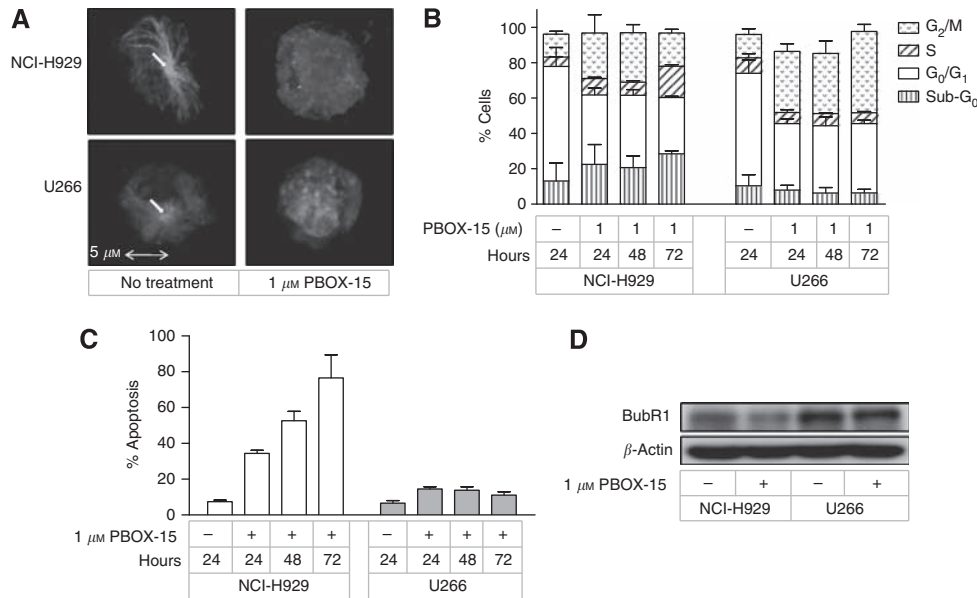 A
NCI-H929
U266
5 μM
No treatment
1 μM PBOX-15
B
% Cells
100
80
60
40
20
0
G2/M
S
G0/G1
Sub-G0
PBOX-15 (μM) – 1 1 1 – 1 1 1
Hours 24 24 48 72 24 24 48 72
NCI-H929 U266
C
% Apoptosis
100
80
60
40
20
0
1 μM PBOX-15 – + + + – + + +
Hours 24 24 48 72 24 24 48 72
NCI-H929 U266
D
BubR1
β-Actin
1 μM PBOX-15 – + – +
NCI-H929 U266